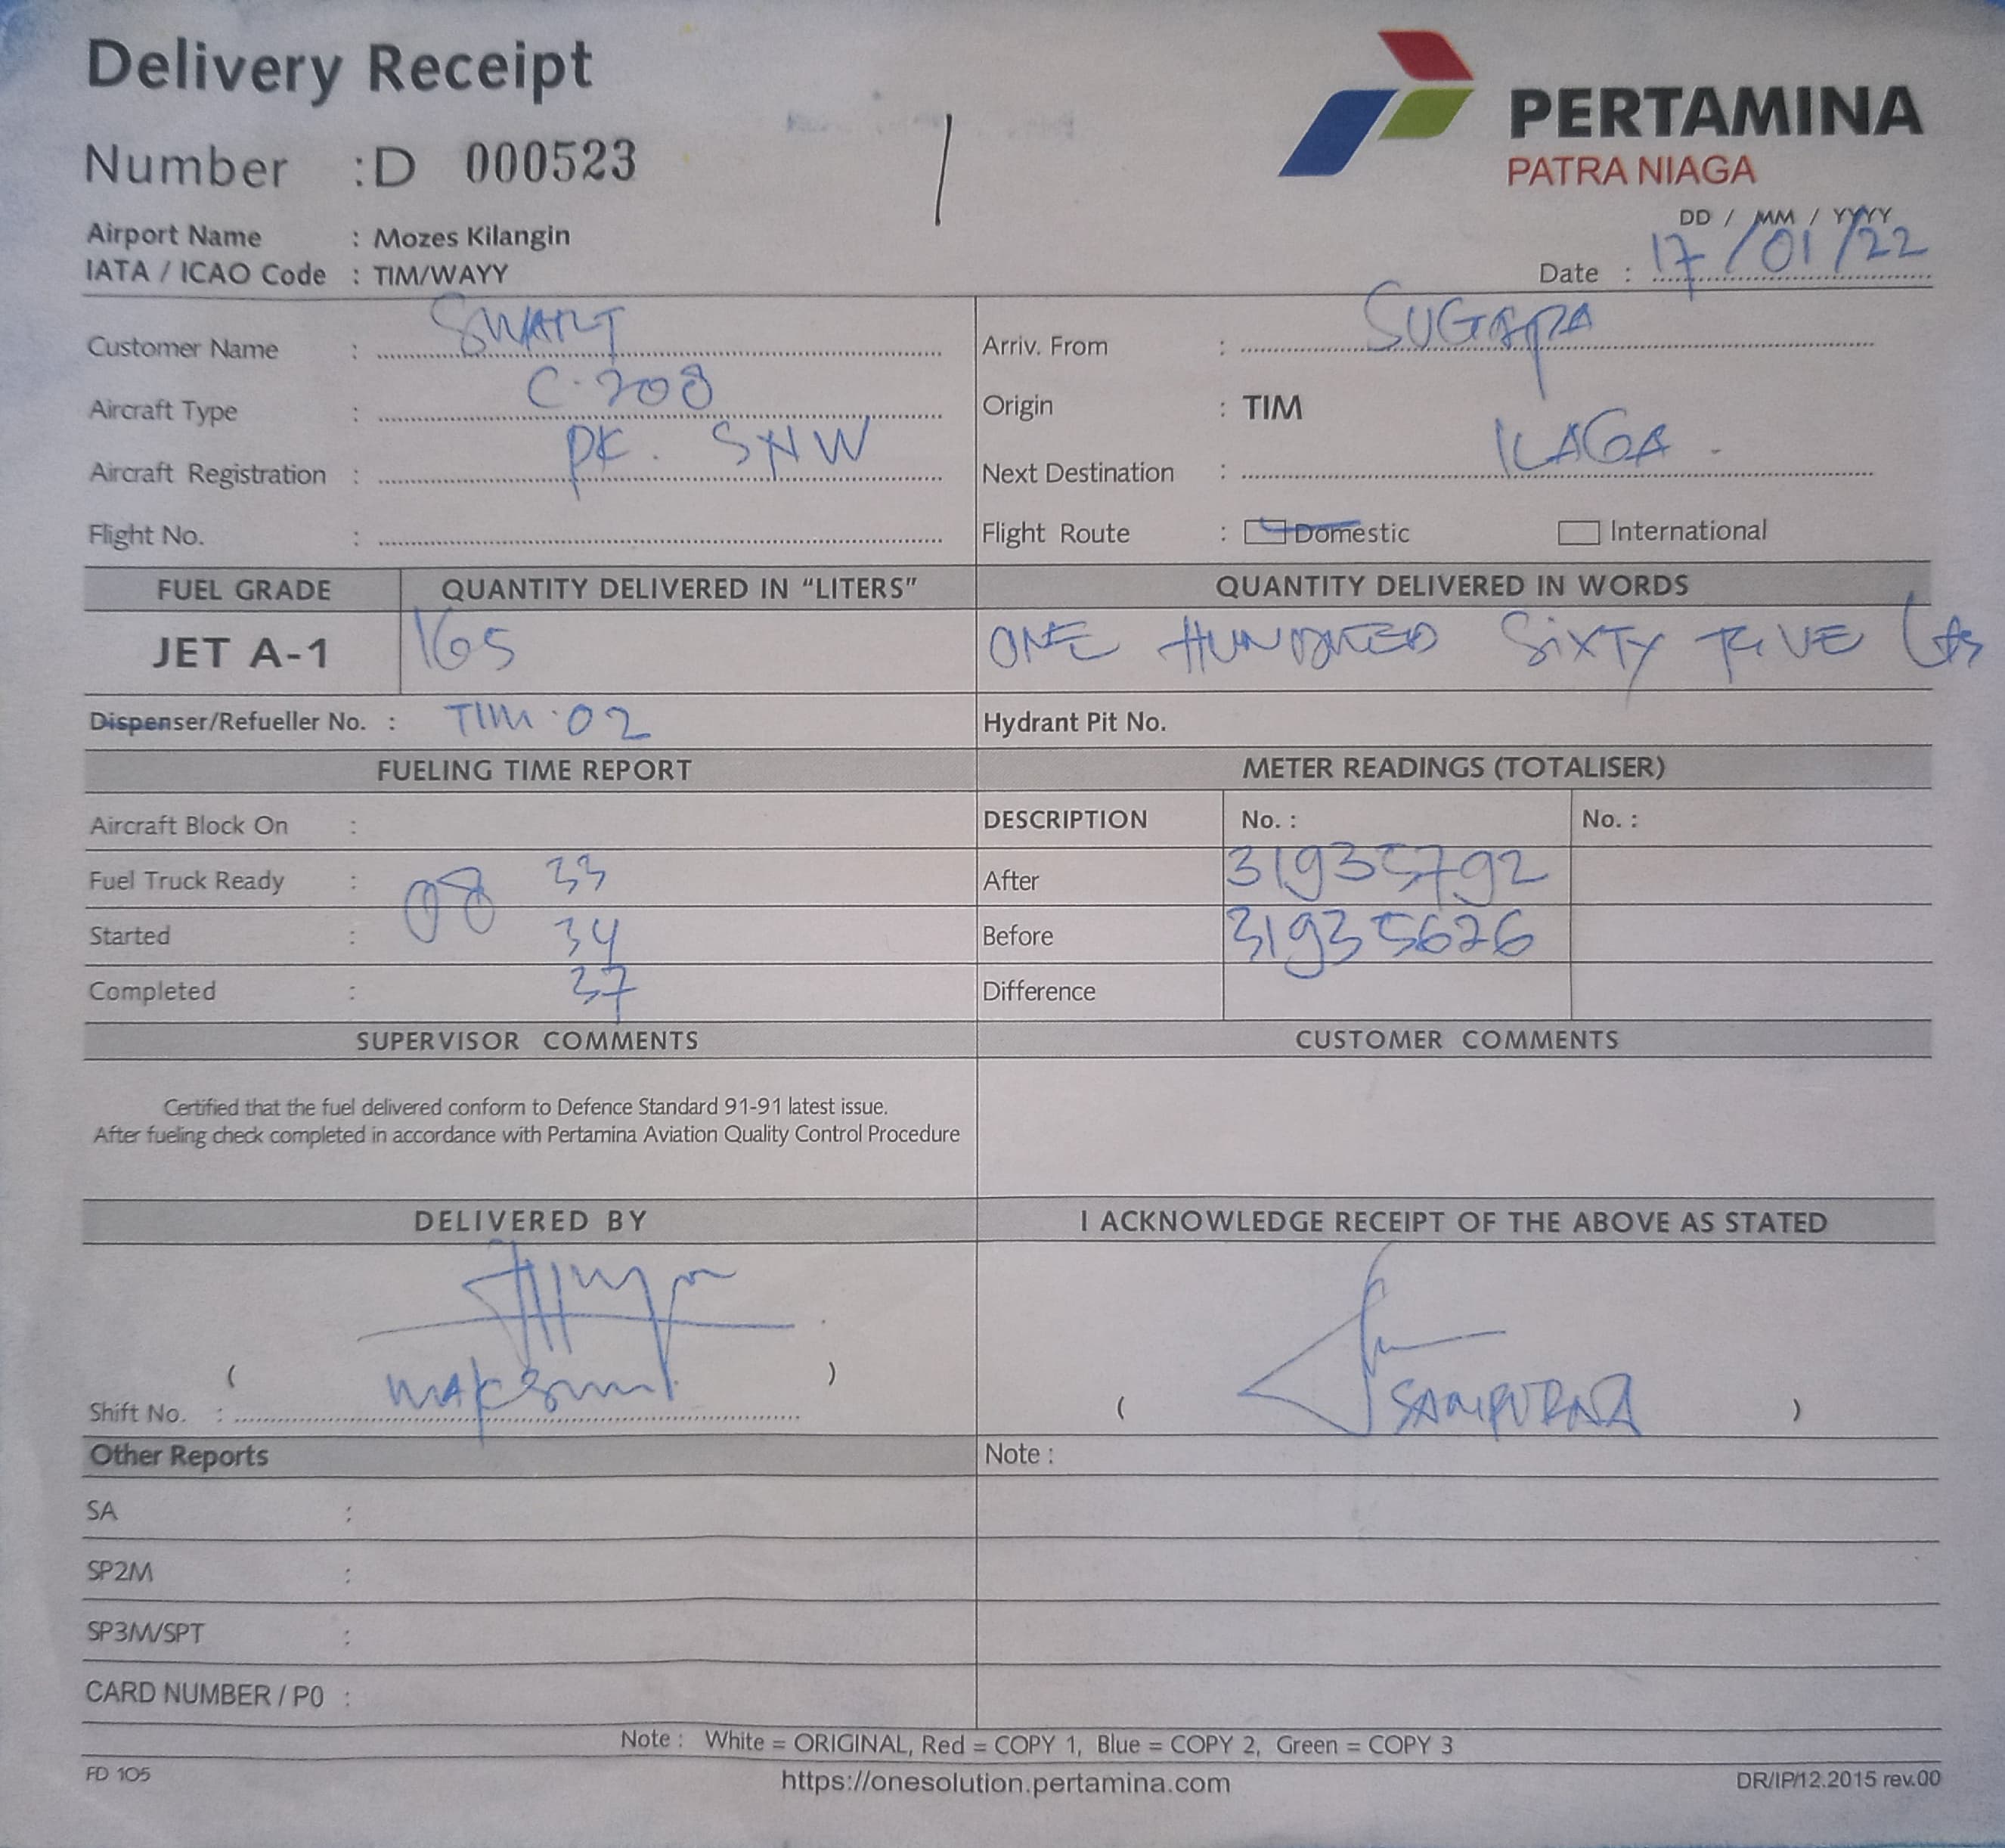 Delivery Receipt
PERTAMINA
PATRA NIAGA
Number : D 000523
Airport Name : Mozes Kilangin
IATA / ICAO Code : TIM/WAYY
DD / MM / YYYY
Date : 17/01/22
Customer Name : SMART
Arriv. From : SUGAPA
Aircraft Type : C.208
Origin : TIM
Aircraft Registration : PK. SNW
Next Destination : ILAGA.
Flight No. :
Flight Route : Domestic International
FUEL GRADE QUANTITY DELIVERED IN "LITERS" QUANTITY DELIVERED IN WORDS
JET A-1 165 ONE HUNDRED SIXTY FIVE Lts
Dispenser/Refueller No. : TIM.02
Hydrant Pit No.
FUELING TIME REPORT METER READINGS (TOTALISER)
Aircraft Block On :
DESCRIPTION No. : No. :
Fuel Truck Ready : 08 33
After 31935792
Started : 34
Before 31935626
Completed : 37
Difference
SUPERVISOR COMMENTS CUSTOMER COMMENTS
Certified that the fuel delivered conform to Defence Standard 91-91 latest issue.
After fueling check completed in accordance with Pertamina Aviation Quality Control Procedure
DELIVERED BY I ACKNOWLEDGE RECEIPT OF THE ABOVE AS STATED
( )
Shift No. :
( SAMPURNA )
Other Reports Note :
SA :
SP2M :
SP3M/SPT :
CARD NUMBER / P0 :
Note : White = ORIGINAL, Red = COPY 1, Blue = COPY 2, Green = COPY 3
FD 105
https://onesolution.pertamina.com
DR/IP/12.2015 rev.00